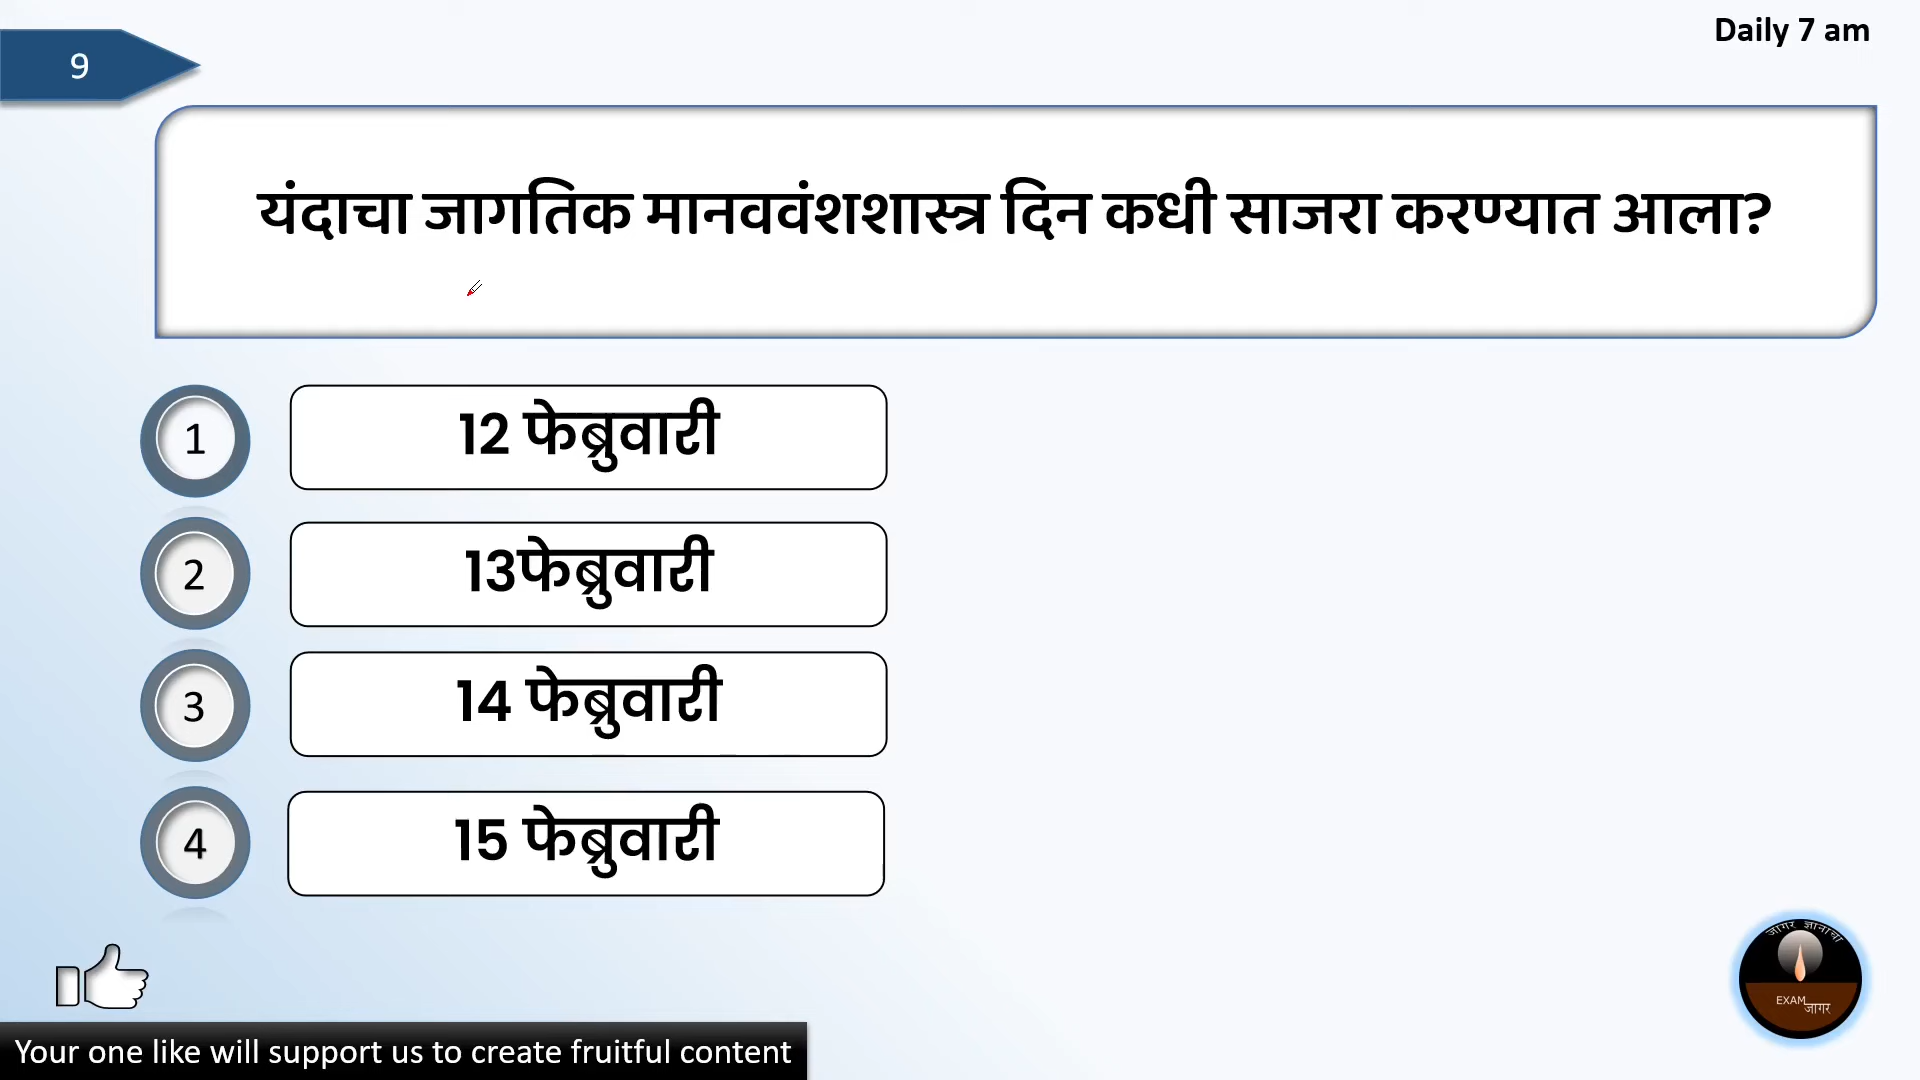 Daily 7 am
9
यंदाचा जागतिक मानववंशशास्त्र दिन कधी साजरा करण्यात आला?
1
12 फेब्रुवारी
2
13फेब्रुवारी
3
14 फेब्रुवारी
4
15 फेब्रुवारी
जागर ज्ञानाचा
EXAM
जागर
Your one like will support us to create fruitful content